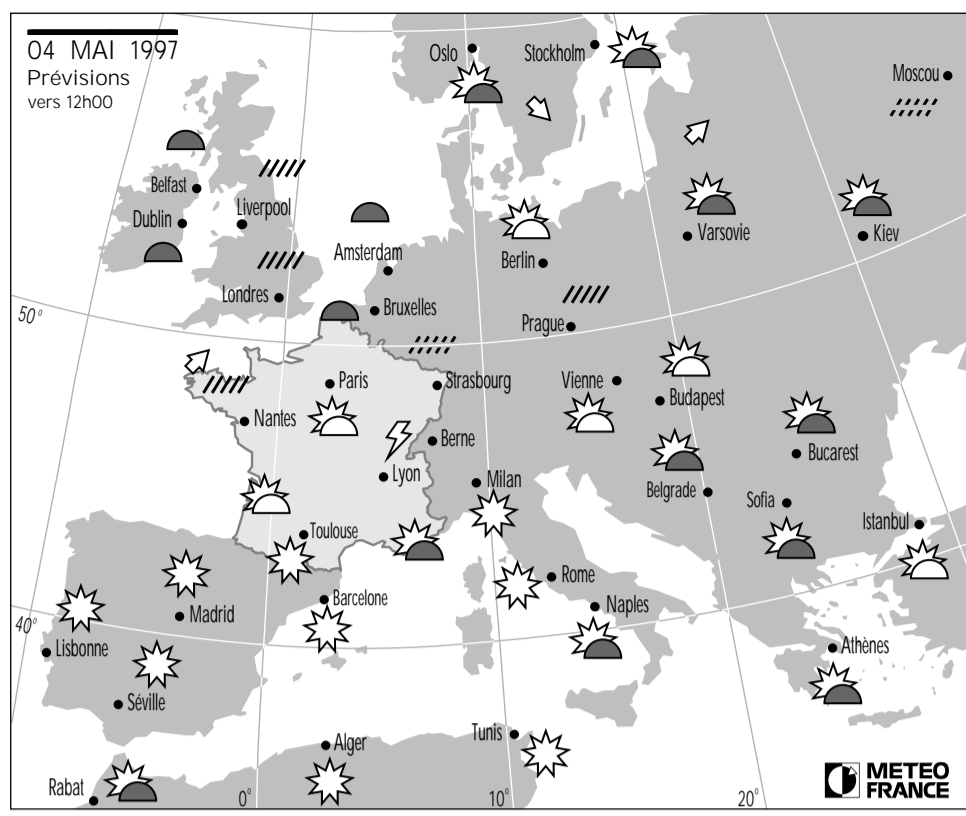 04 MAI 1997
Prévisions
vers 12h00
Oslo
Stockholm
Moscou
Belfast
Dublin
Liverpool
Amsterdam
Berlin
Varsovie
Kiev
Londres
Bruxelles
50°
Prague
Paris
Strasbourg
Vienne
Budapest
Nantes
Berne
Bucarest
Lyon
Milan
Belgrade
Sofia
Istanbul
Toulouse
Rome
Barcelone
Naples
Madrid
40°
Lisbonne
Athènes
Séville
Alger
Tunis
Rabat
0°
10°
20°
METEO
FRANCE